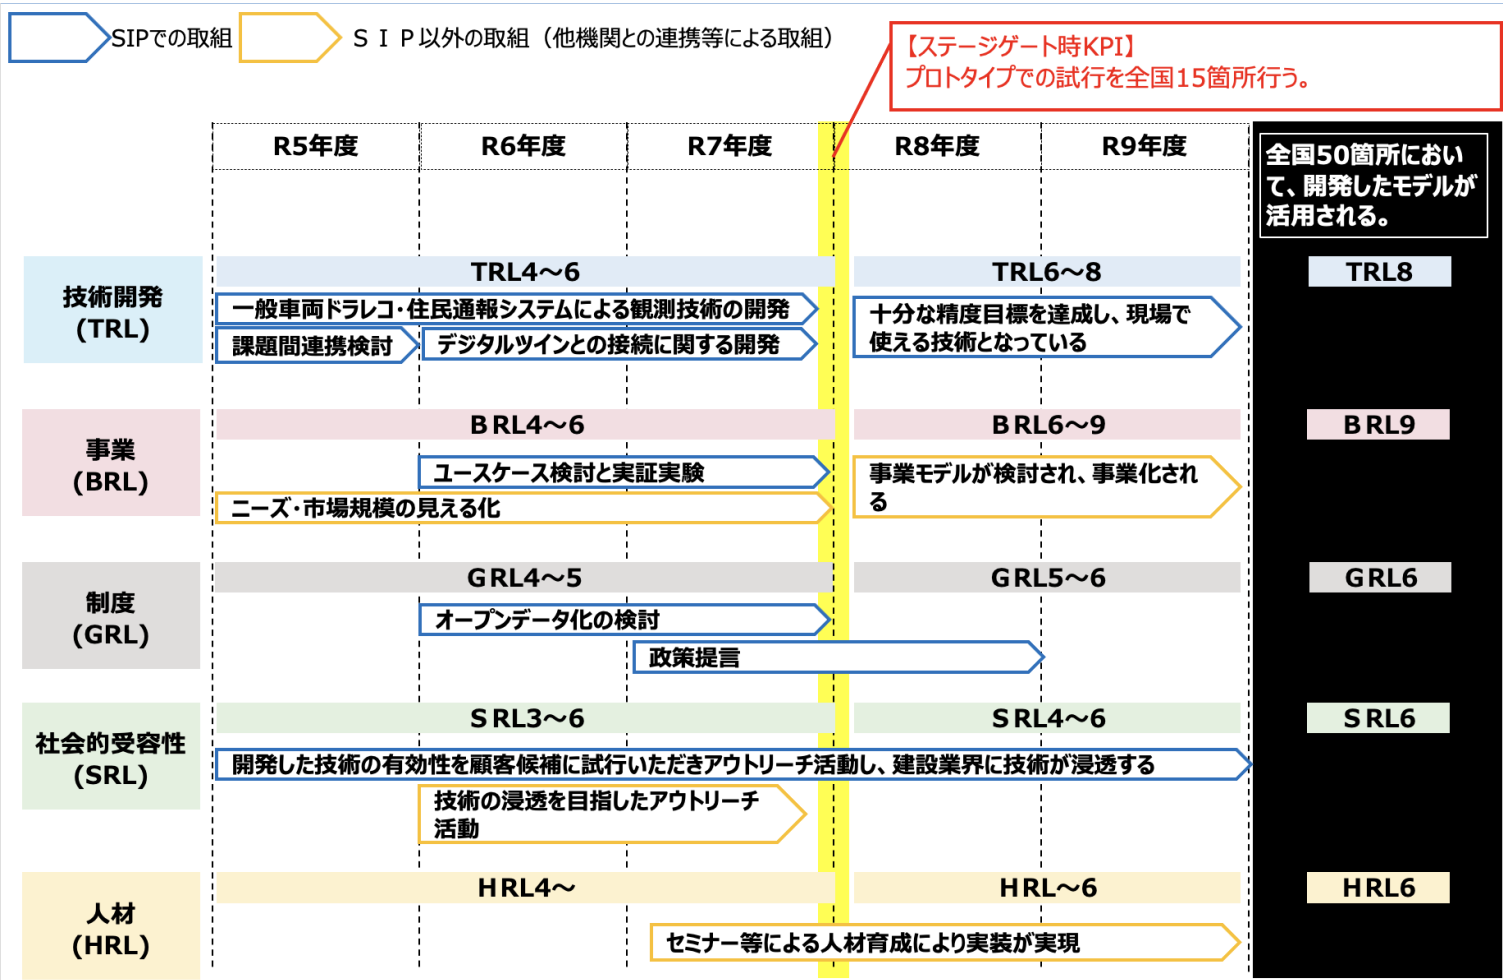 SIPでの取組
ＳＩＰ以外の取組（他機関との連携等による取組）
【ステージゲート時KPI】
プロトタイプでの試行を全国15箇所行う。
R5年度
R6年度
R7年度
R8年度
R9年度
全国50箇所におい
て、開発したモデルが
活用される。
技術開発
(TRL)
TRL4～6
TRL6～8
TRL8
一般車両ドラレコ・住民通報システムによる観測技術の開発
課題間連携検討
デジタルツインとの接続に関する開発
十分な精度目標を達成し、現場で
使える技術となっている
事業
(BRL)
BRL4～6
BRL6～9
BRL9
ユースケース検討と実証実験
ニーズ・市場規模の見える化
事業モデルが検討され、事業化され
る
制度
(GRL)
GRL4～5
GRL5～6
GRL6
オープンデータ化の検討
政策提言
社会的受容性
(SRL)
SRL3～6
SRL4～6
SRL6
開発した技術の有効性を顧客候補に試行いただきアウトリーチ活動し、建設業界に技術が浸透する
技術の浸透を目指したアウトリーチ
活動
人材
(HRL)
HRL4～
HRL～6
HRL6
セミナー等による人材育成により実装が実現